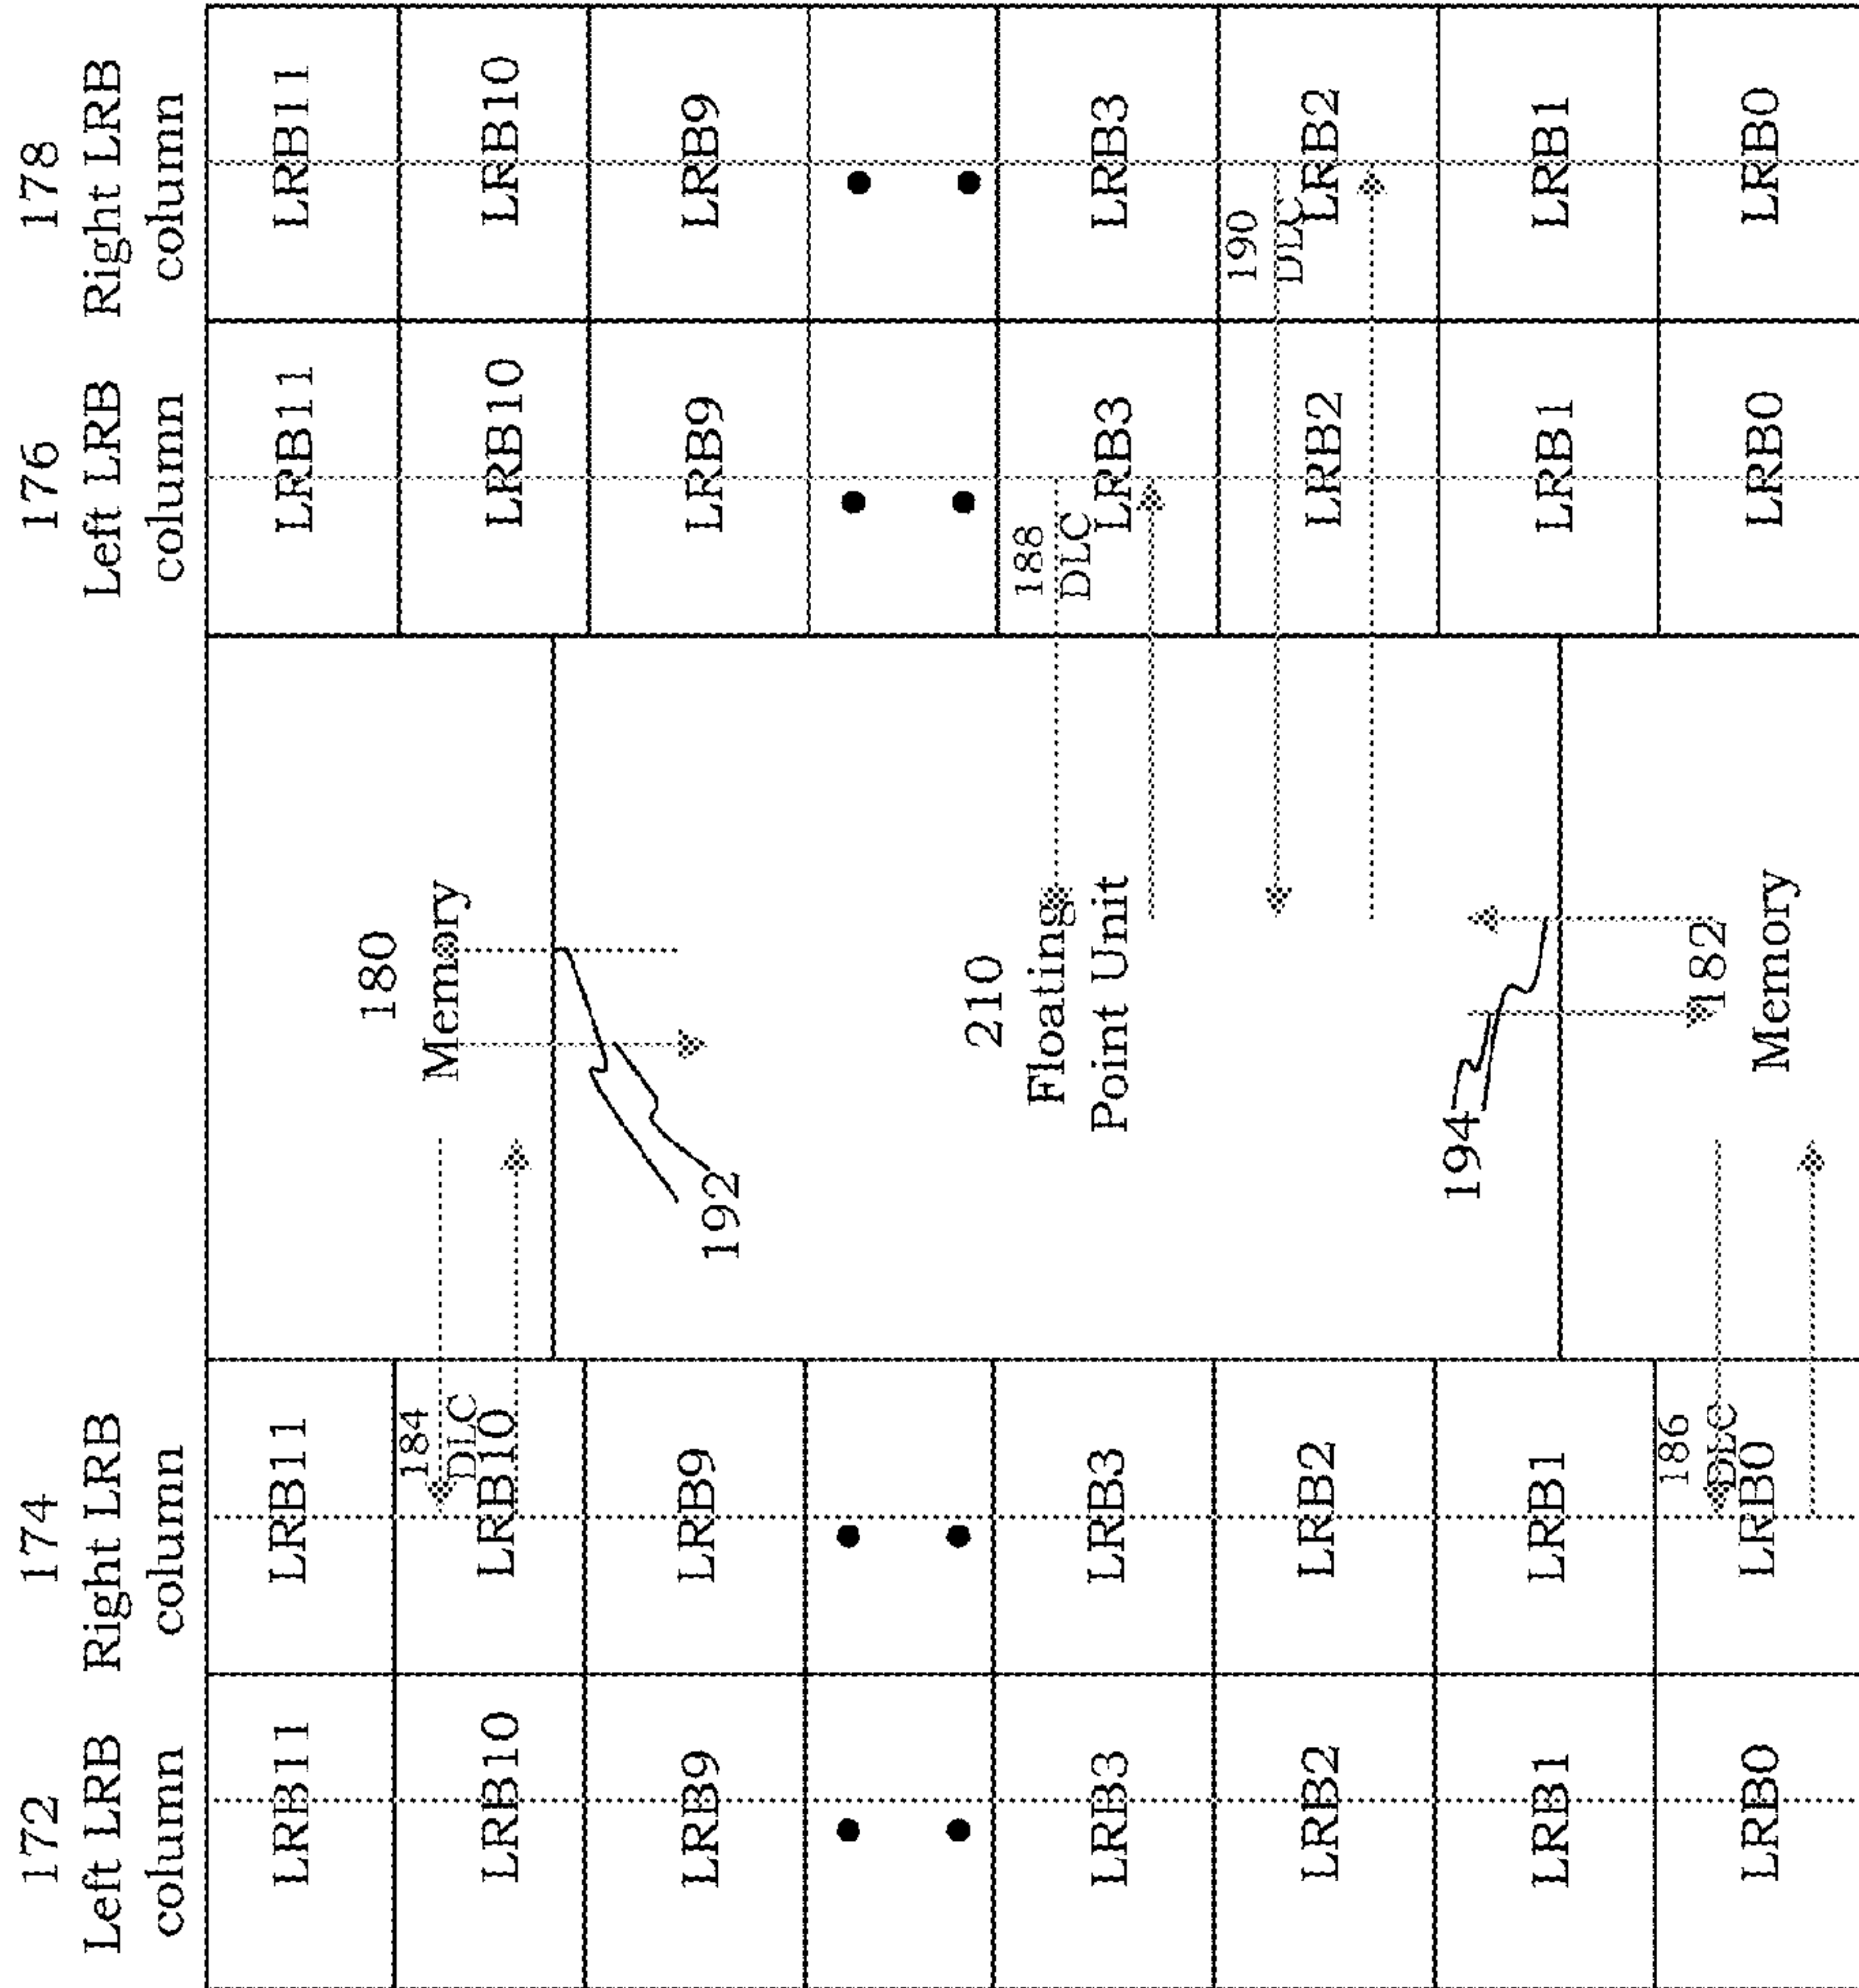 172
Left LRB
column
174
Right LRB
column
176
Left LRB
column
178
Right LRB
column
LRB11
LRB10
LRB9
LRB3
LRB2
LRB1
LRB0
LRB11
184
DLC
LRB10
LRB9
LRB3
LRB2
LRB1
186
DLC
LRB0
180
Memory
192
210
Floating
Point Unit
194
182
Memory
LRB11
LRB10
LRB9
188
DLC
LRB3
LRB2
LRB1
LRB0
LRB11
LRB10
LRB9
LRB3
190
DLC
LRB2
LRB1
LRB0